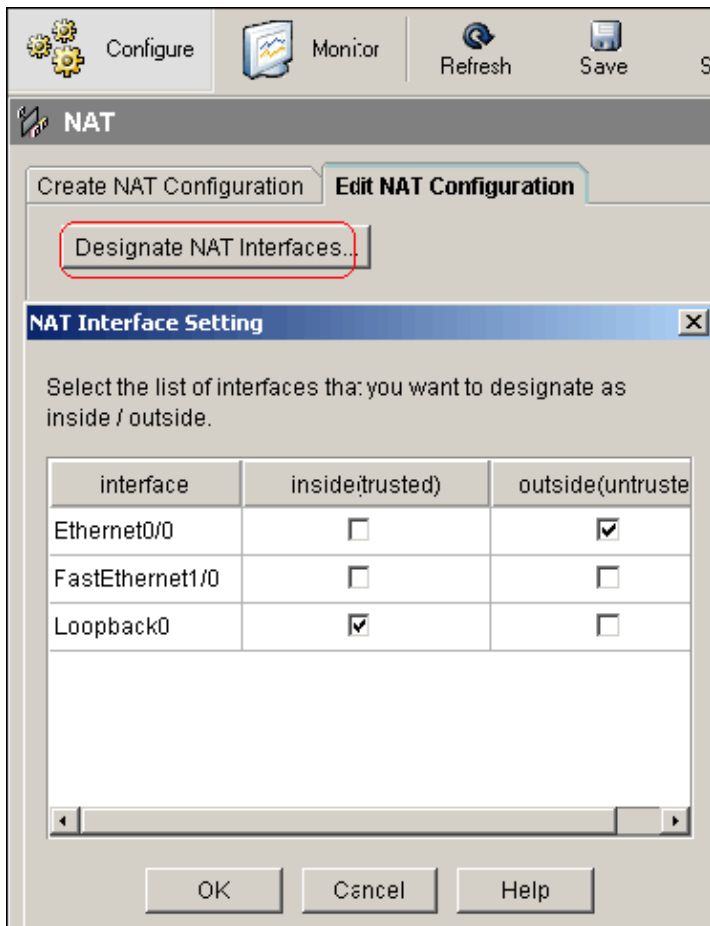 Configure
Monitor
Refresh
Save
S
NAT
Create NAT Configuration
Edit NAT Configuration
Designate NAT Interfaces...
NAT Interface Setting
Select the list of interfaces that you want to designate as
inside / outside.
interface
inside(trusted)
outside(untruste
Ethernet0/0
FastEthernet1/0
Loopback0
OK
Cancel
Help